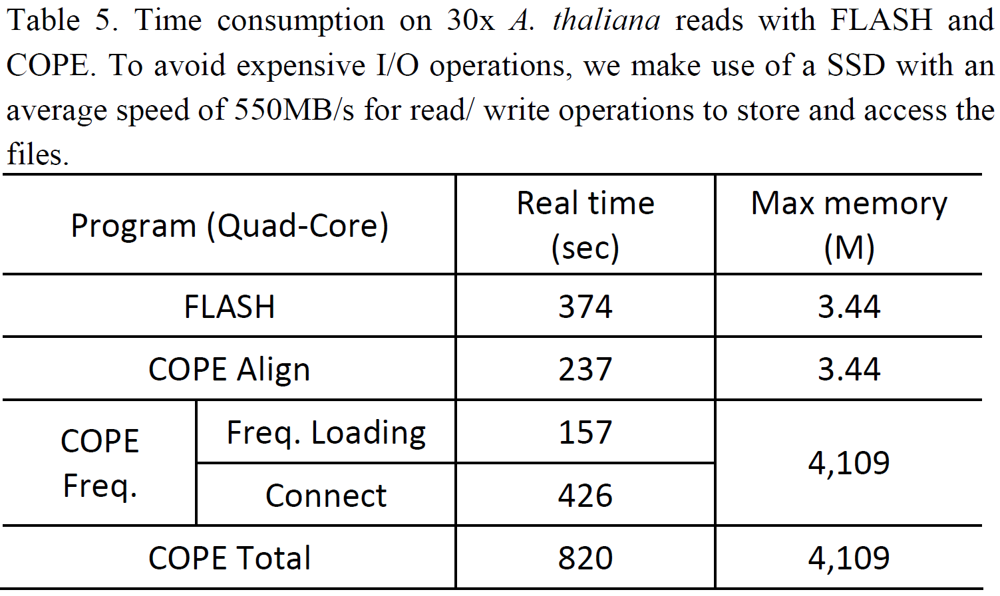 Table 5. Time consumption on 30x A. thaliana reads with FLASH and
COPE. To avoid expensive I/O operations, we make use of a SSD with an
average speed of 550MB/s for read/ write operations to store and access the
files.
Program (Quad-Core) Real time (sec) Max memory (M)
FLASH 374 3.44
COPE Align 237 3.44
COPE Freq. Freq. Loading 157 4,109
Connect 426
COPE Total 820 4,109